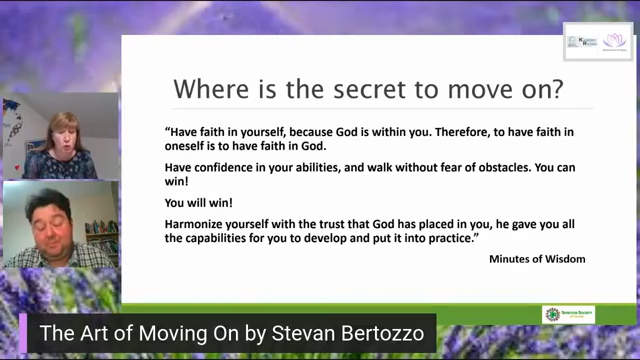 Where is the secret to move on?
“Have faith in yourself, because God is within you. Therefore, to have faith in
oneself is to have faith in God.
Have confidence in your abilities, and walk without fear of obstacles. You can
win!
You will win!
Harmonize yourself with the trust that God has placed in you, he gave you all
the capabilities for you to develop and put it into practice.”
Minutes of Wisdom
The Art of Moving On by Stevan Bertozzo